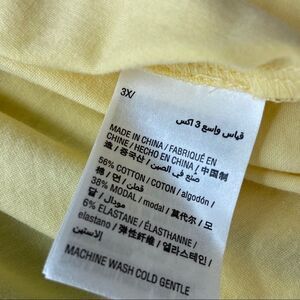 3X/
قياس واسع 3 اكس
MADE IN CHINA / FABRIQUÉ EN
CHINE / HECHO EN CHINA / 中国制
造 / 중국산 / صنع في الصين
56% COTTON / COTON / algodón /
棉 / 면 / قطن
36% MODAL / modal / 莫代尔 / 모
달 / مودال
6% ELASTANE / ÉLASTHANNE /
elastano / 弹性纤维 / 엘라스테인 /
الاستين
MACHINE WASH COLD GENTLE